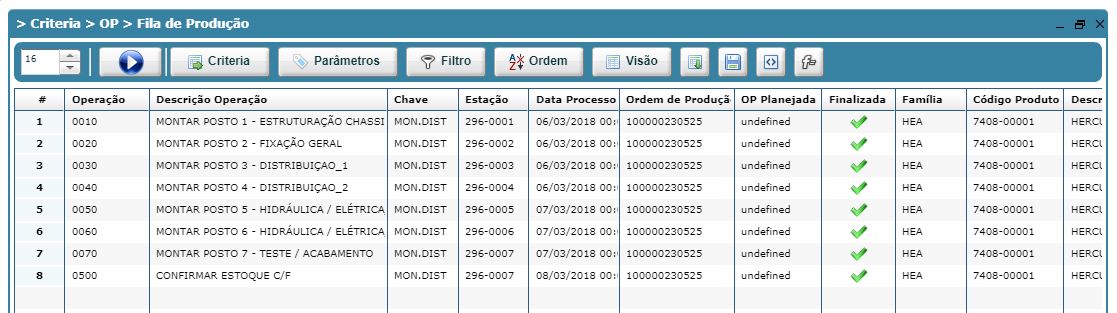 > Criteria > OP > Fila de Produção
16 Criteria Parâmetros Filtro Ordem Visão
# Operação Descrição Operação Chave Estação Data Processo Ordem de Produçã OP Planejada Finalizada Família Código Produto Descr
1 0010 MONTAR POSTO 1 - ESTRUTURAÇÃO CHASSI MON.DIST 296-0001 06/03/2018 00: 100000230525 undefined HEA 7408-00001 HERCU
2 0020 MONTAR POSTO 2 - FIXAÇÃO GERAL MON.DIST 296-0002 06/03/2018 00: 100000230525 undefined HEA 7408-00001 HERCU
3 0030 MONTAR POSTO 3 - DISTRIBUIÇAO_1 MON.DIST 296-0003 06/03/2018 00: 100000230525 undefined HEA 7408-00001 HERCU
4 0040 MONTAR POSTO 4 - DISTRIBUIÇAO_2 MON.DIST 296-0004 06/03/2018 00: 100000230525 undefined HEA 7408-00001 HERCU
5 0050 MONTAR POSTO 5 - HIDRÁULICA / ELÉTRICA_ MON.DIST 296-0005 07/03/2018 00: 100000230525 undefined HEA 7408-00001 HERCU
6 0060 MONTAR POSTO 6 - HIDRÁULICA / ELÉTRICA_ MON.DIST 296-0006 07/03/2018 00: 100000230525 undefined HEA 7408-00001 HERCU
7 0070 MONTAR POSTO 7 - TESTE / ACABAMENTO MON.DIST 296-0007 07/03/2018 00: 100000230525 undefined HEA 7408-00001 HERCU
8 0500 CONFIRMAR ESTOQUE C/F MON.DIST 296-0007 08/03/2018 00: 100000230525 undefined HEA 7408-00001 HERCU